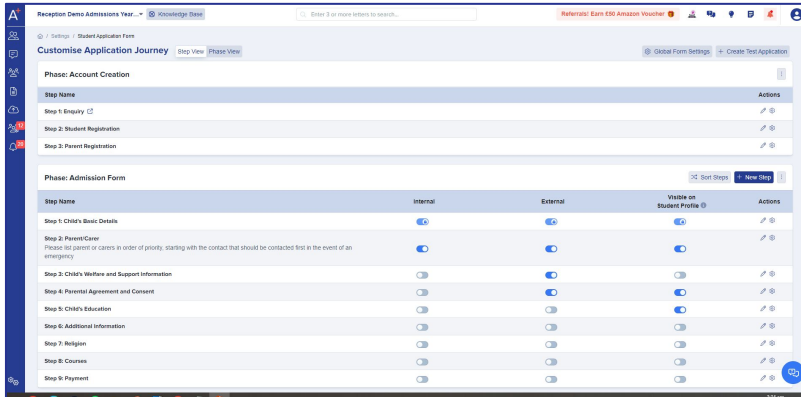 A+
Reception Demo Admissions Year...
Knowledge Base
Enter 3 or more letters to search...
Referrals! Earn £50 Amazon Voucher
/ Settings / Student Application Form
Customise Application Journey
Step View
Phase View
Global Form Settings
+ Create Test Application
Phase: Account Creation
Step Name Actions
Step 1: Enquiry
Step 2: Student Registration
Step 3: Parent Registration
Phase: Admission Form
Sort Steps
+ New Step
Step Name Internal External Visible on Student Profile Actions
Step 1: Child's Basic Details
Step 2: Parent/Carer
Please list parent or carers in order of priority, starting with the contact that should be contacted first in the event of an
emergency
Step 3: Child's Welfare and Support Information
Step 4: Parental Agreement and Consent
Step 5: Child's Education
Step 6: Additional Information
Step 7: Religion
Step 8: Courses
Step 9: Payment